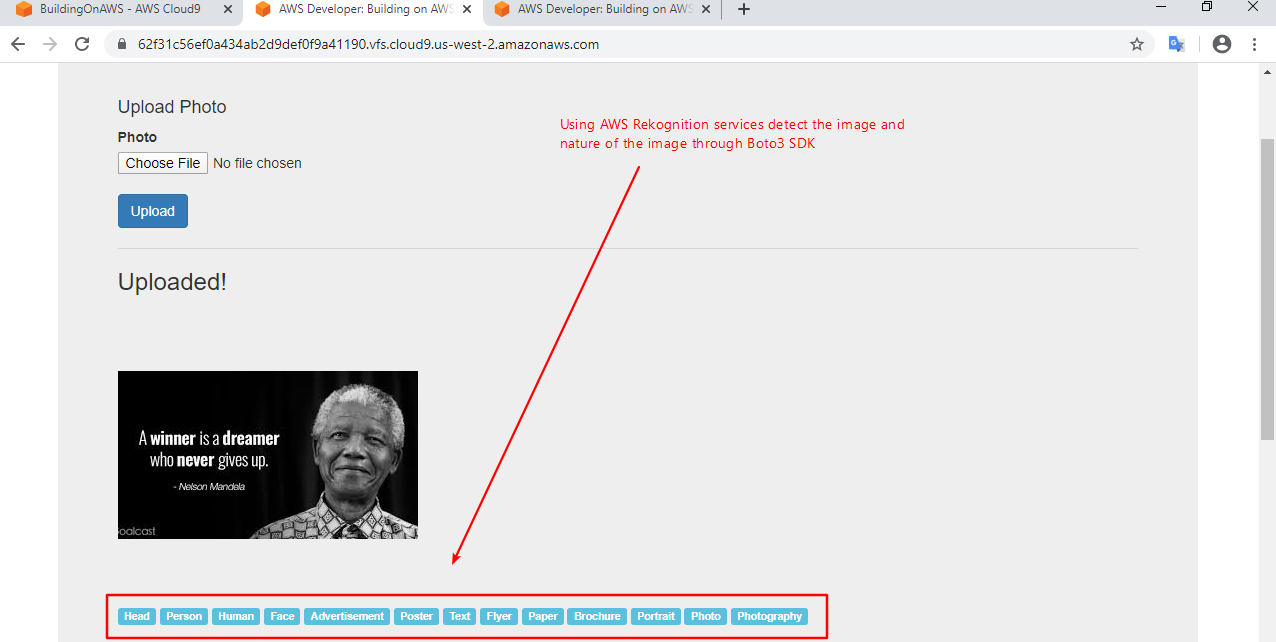 BuildingOnAWS - AWS Cloud9
AWS Developer: Building on AWS
AWS Developer: Building on AWS
62f31c56ef0a434ab2d9def0f9a41190.vfs.cloud9.us-west-2.amazonaws.com
Upload Photo
Photo
Choose File No file chosen
Upload
Using AWS Rekognition services detect the image and
nature of the image through Boto3 SDK
Uploaded!
A winner is a dreamer
who never gives up.
- Nelson Mandela
oalcast
Head Person Human Face Advertisement Poster Text Flyer Paper Brochure Portrait Photo Photography